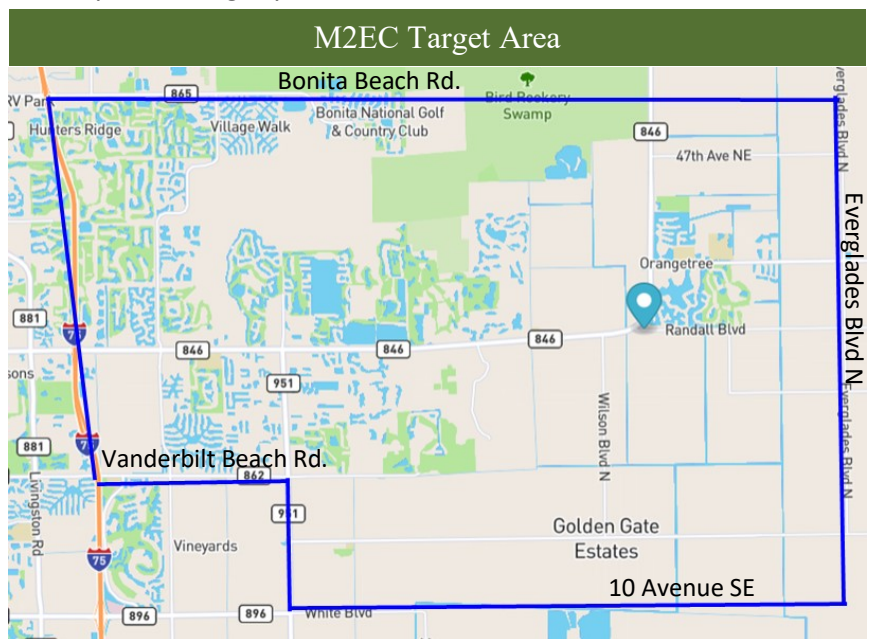 M2EC Target Area
Bonita Beach Rd.
865
RV Park
Bird Rookery
Swamp
Hunters Ridge
Village Walk
Bonita National Golf
& Country Club
846
47th Ave NE
Everglades Blvd N
Everglades Blvd N
Orangetree
881
Randall Blvd
846
846
846
951
Wilson Blvd N
Everglades Blvd N
881
Vanderbilt Beach Rd.
862
Livingston Rd
951
Golden Gate
Estates
Vineyards
75
10 Avenue SE
896
896
White Blvd